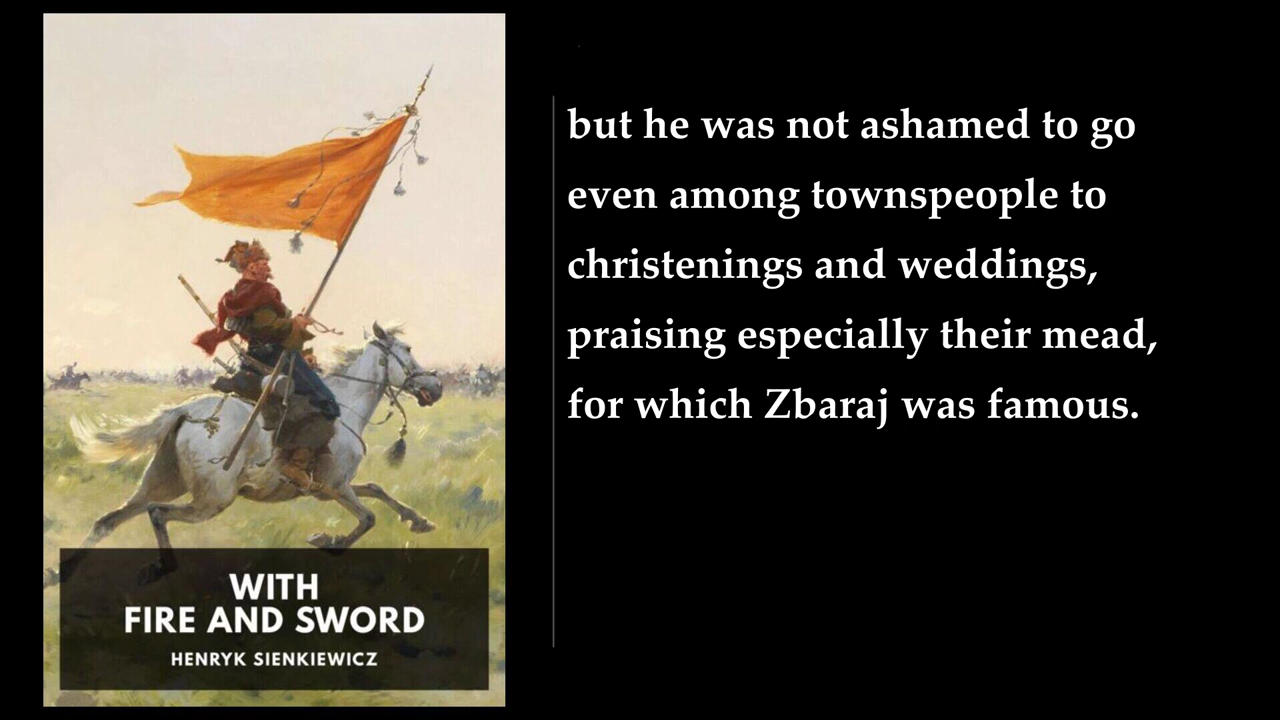 but he was not ashamed to go
even among townspeople to
christenings and weddings,
praising especially their mead,
for which Zbaraj was famous.
WITH
FIRE AND SWORD
HENRYK SIENKIEWICZ